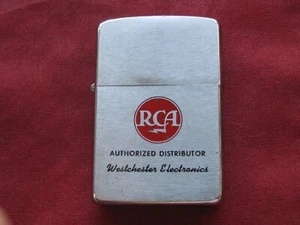 RCA
AUTHORIZED DISTRIBUTOR
Westchester Electronics